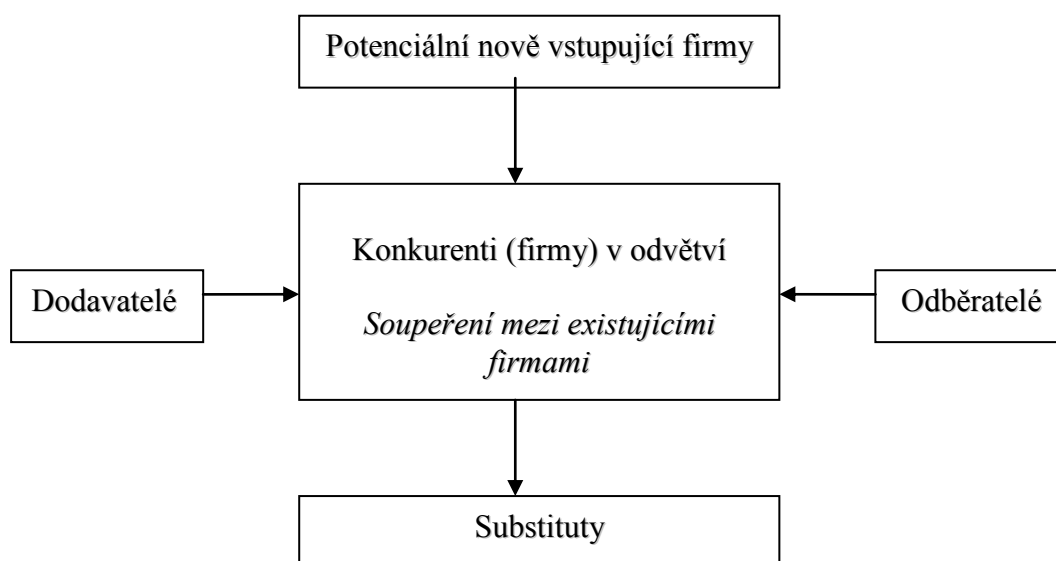 Potenciální nově vstupující firmy
Konkurenti (firmy) v odvětví
Dodavatelé
Odběratelé
Soupeření mezi existujícími
firmami
Substituty